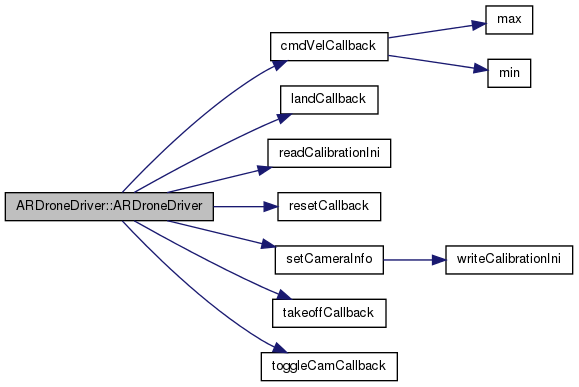 ARDroneDriver::ARDroneDriver
cmdVelCallback
max
min
landCallback
readCalibrationIni
resetCallback
setCameraInfo
writeCalibrationIni
takeoffCallback
toggleCamCallback